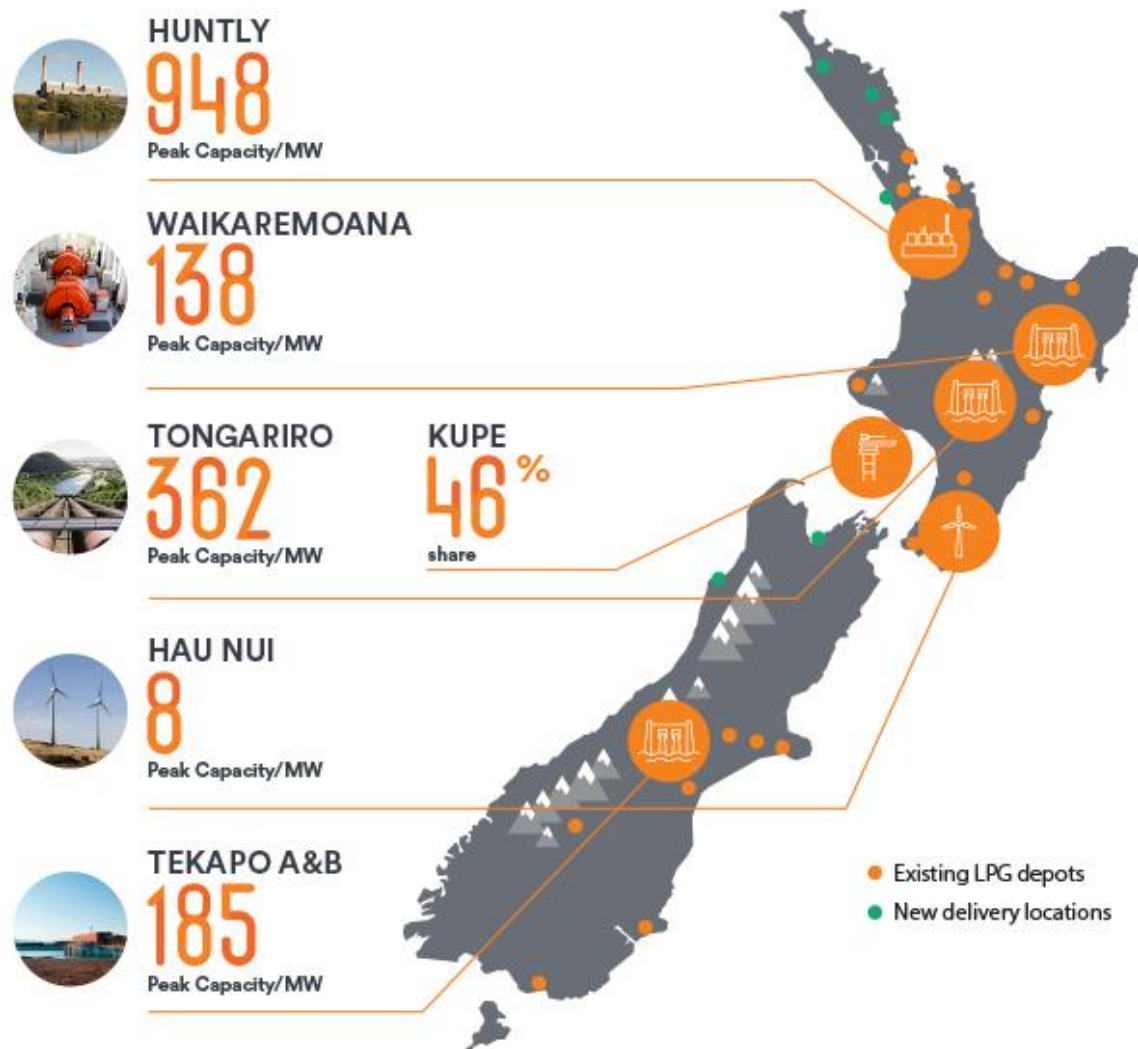 HUNTLY
948
Peak Capacity/MW
WAIKAREMOANA
138
Peak Capacity/MW
TONGARIRO
362
Peak Capacity/MW
KUPE
46%
share
HAU NUI
8
Peak Capacity/MW
TEKAPO A&B
185
Peak Capacity/MW
Existing LPG depots
New delivery locations